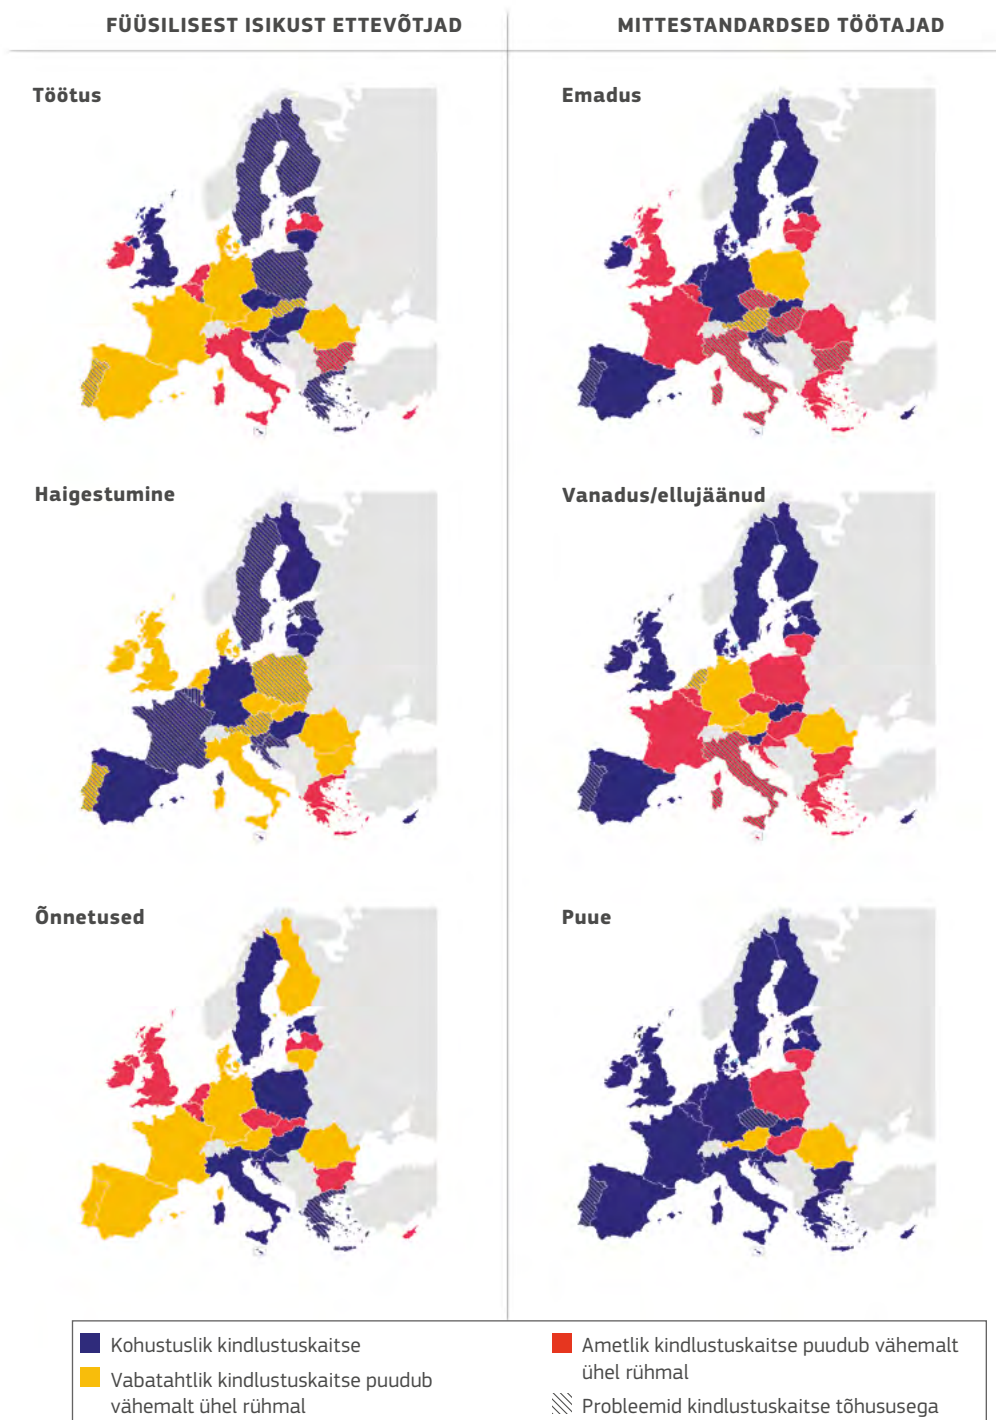 FÜÜSILISEST ISIKUST ETTEVÕTJAD
MITTESTANDARDSED TÖÖTAJAD
Töötus
Emadus
Haigestumine
Vanadus/ellujäänud
Õnnetused
Puue
Kohustuslik kindlustuskaitse
Vabatahtlik kindlustuskaitse puudub
vähemalt ühel rühmal
Ametlik kindlustuskaitse puudub vähemalt
ühel rühmal
Probleemid kindlustuskaitse tõhususega